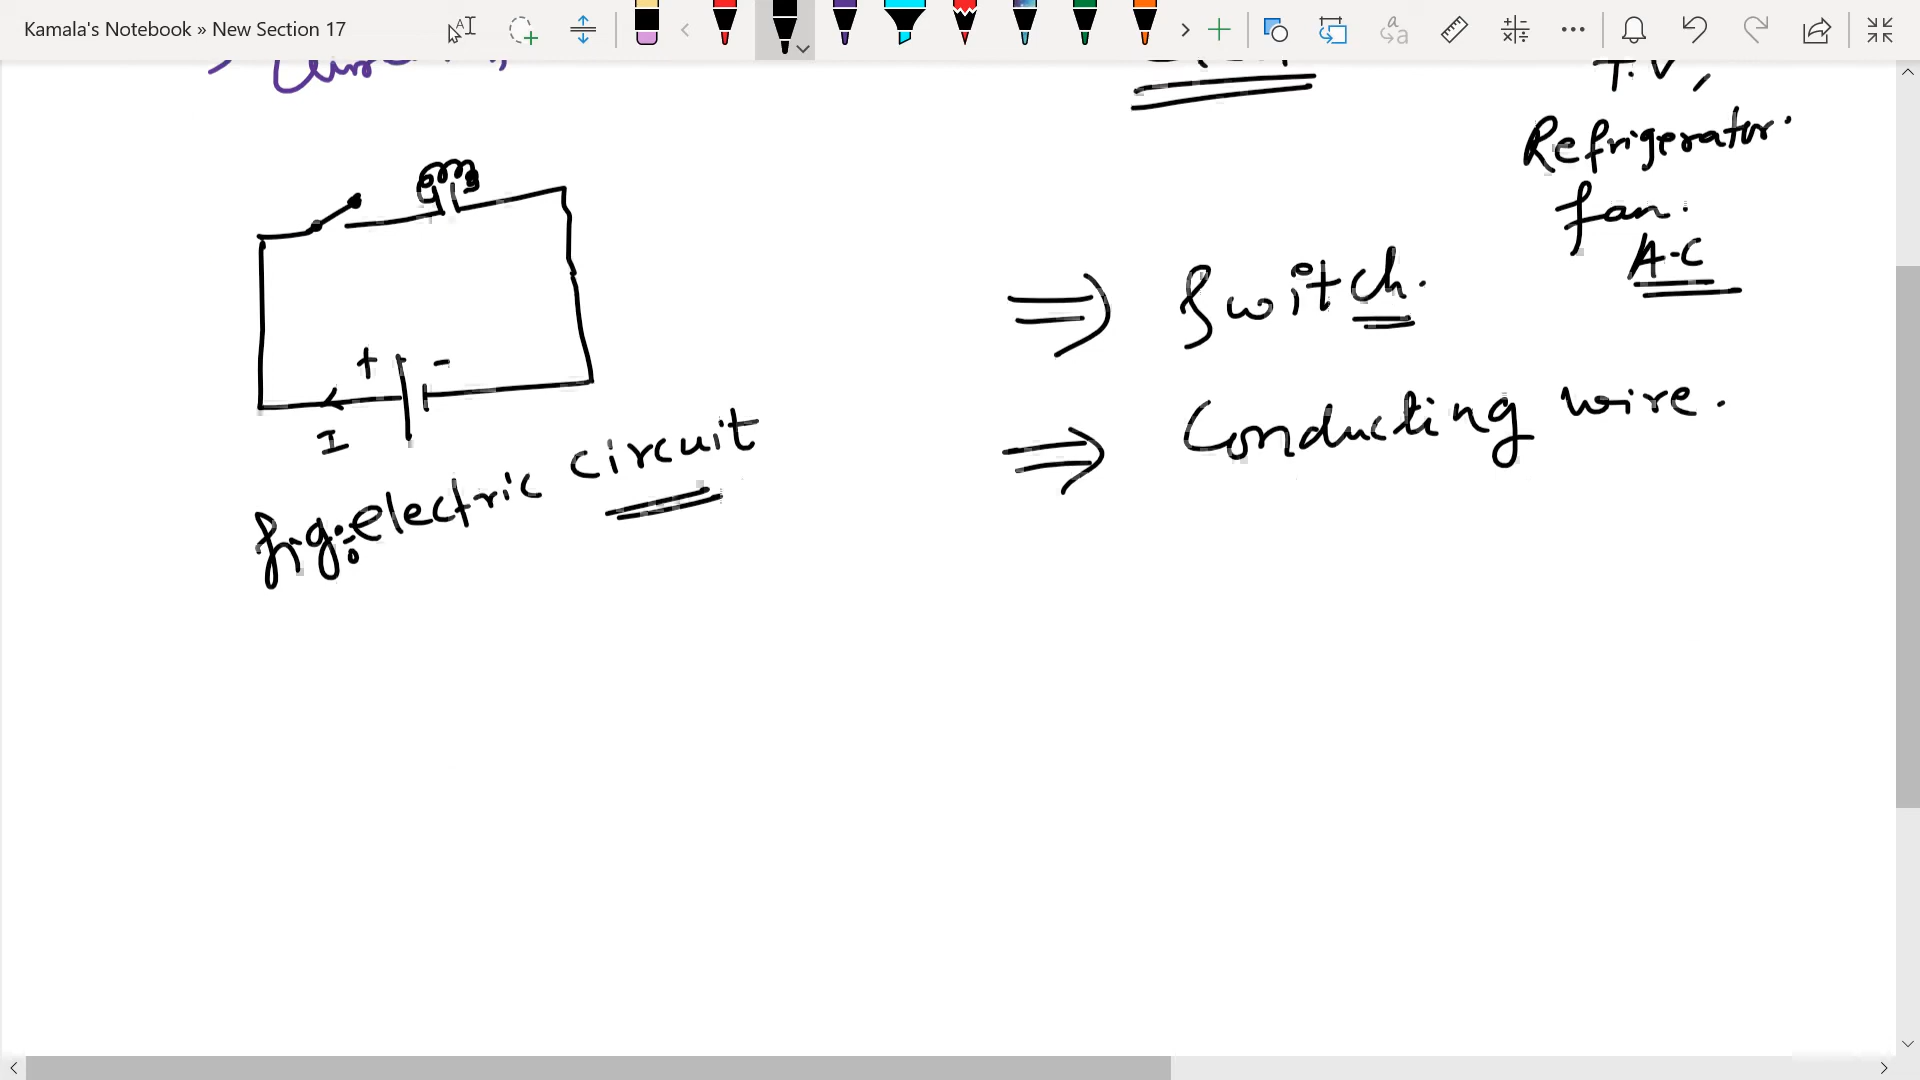 Kamala's Notebook » New Section 17
T.V,
Refrigerator.
fan.
A-C
⇒ Switch.
+ -
I
⇒ Conducting wire.
fig:- electric circuit